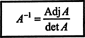 A⁻¹ = Adj A / det A